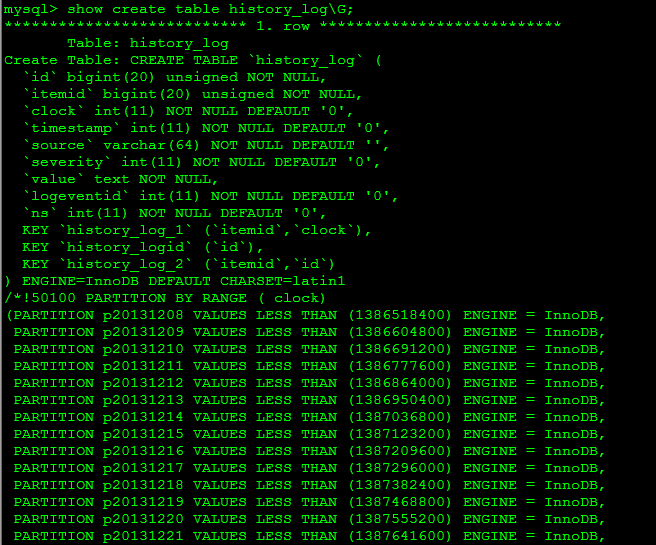 mysql> show create table history_log\G;
*************************** 1. row ***************************
       Table: history_log
Create Table: CREATE TABLE `history_log` (
  `id` bigint(20) unsigned NOT NULL,
  `itemid` bigint(20) unsigned NOT NULL,
  `clock` int(11) NOT NULL DEFAULT '0',
  `timestamp` int(11) NOT NULL DEFAULT '0',
  `source` varchar(64) NOT NULL DEFAULT '',
  `severity` int(11) NOT NULL DEFAULT '0',
  `value` text NOT NULL,
  `logeventid` int(11) NOT NULL DEFAULT '0',
  `ns` int(11) NOT NULL DEFAULT '0',
  KEY `history_log_1` (`itemid`,`clock`),
  KEY `history_logid` (`id`),
  KEY `history_log_2` (`itemid`,`id`)
) ENGINE=InnoDB DEFAULT CHARSET=latin1
/*!50100 PARTITION BY RANGE ( clock)
(PARTITION p20131208 VALUES LESS THAN (1386518400) ENGINE = InnoDB,
 PARTITION p20131209 VALUES LESS THAN (1386604800) ENGINE = InnoDB,
 PARTITION p20131210 VALUES LESS THAN (1386691200) ENGINE = InnoDB,
 PARTITION p20131211 VALUES LESS THAN (1386777600) ENGINE = InnoDB,
 PARTITION p20131212 VALUES LESS THAN (1386864000) ENGINE = InnoDB,
 PARTITION p20131213 VALUES LESS THAN (1386950400) ENGINE = InnoDB,
 PARTITION p20131214 VALUES LESS THAN (1387036800) ENGINE = InnoDB,
 PARTITION p20131215 VALUES LESS THAN (1387123200) ENGINE = InnoDB,
 PARTITION p20131216 VALUES LESS THAN (1387209600) ENGINE = InnoDB,
 PARTITION p20131217 VALUES LESS THAN (1387296000) ENGINE = InnoDB,
 PARTITION p20131218 VALUES LESS THAN (1387382400) ENGINE = InnoDB,
 PARTITION p20131219 VALUES LESS THAN (1387468800) ENGINE = InnoDB,
 PARTITION p20131220 VALUES LESS THAN (1387555200) ENGINE = InnoDB,
 PARTITION p20131221 VALUES LESS THAN (1387641600) ENGINE = InnoDB,